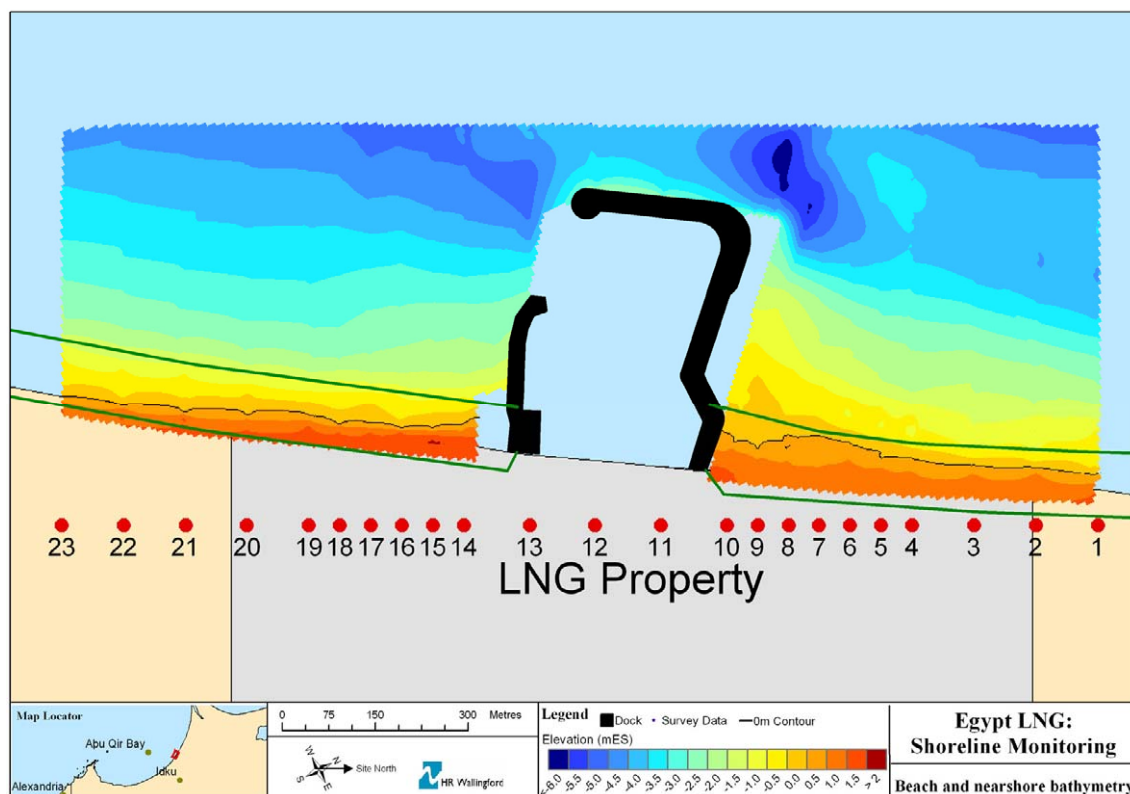 23 22 21 20 19 18 17 16 15 14 13 12 11 10 9 8 7 6 5 4 3 2 1
LNG Property
Map Locator
Abu Qir Bay
Idku
Alexandria
0 75 150 300 Metres
N
W
S
E
Site North
HR Wallingford
Legend Dock Survey Data 0m Contour
Elevation (mES)
<-6.0 -5.5 -5.0 -4.5 -4.0 -3.5 -3.0 -2.5 -2.0 -1.5 -1.0 -0.5 0.0 0.5 1.0 1.5 > 2
Egypt LNG:
Shoreline Monitoring
Beach and nearshore bathymetry